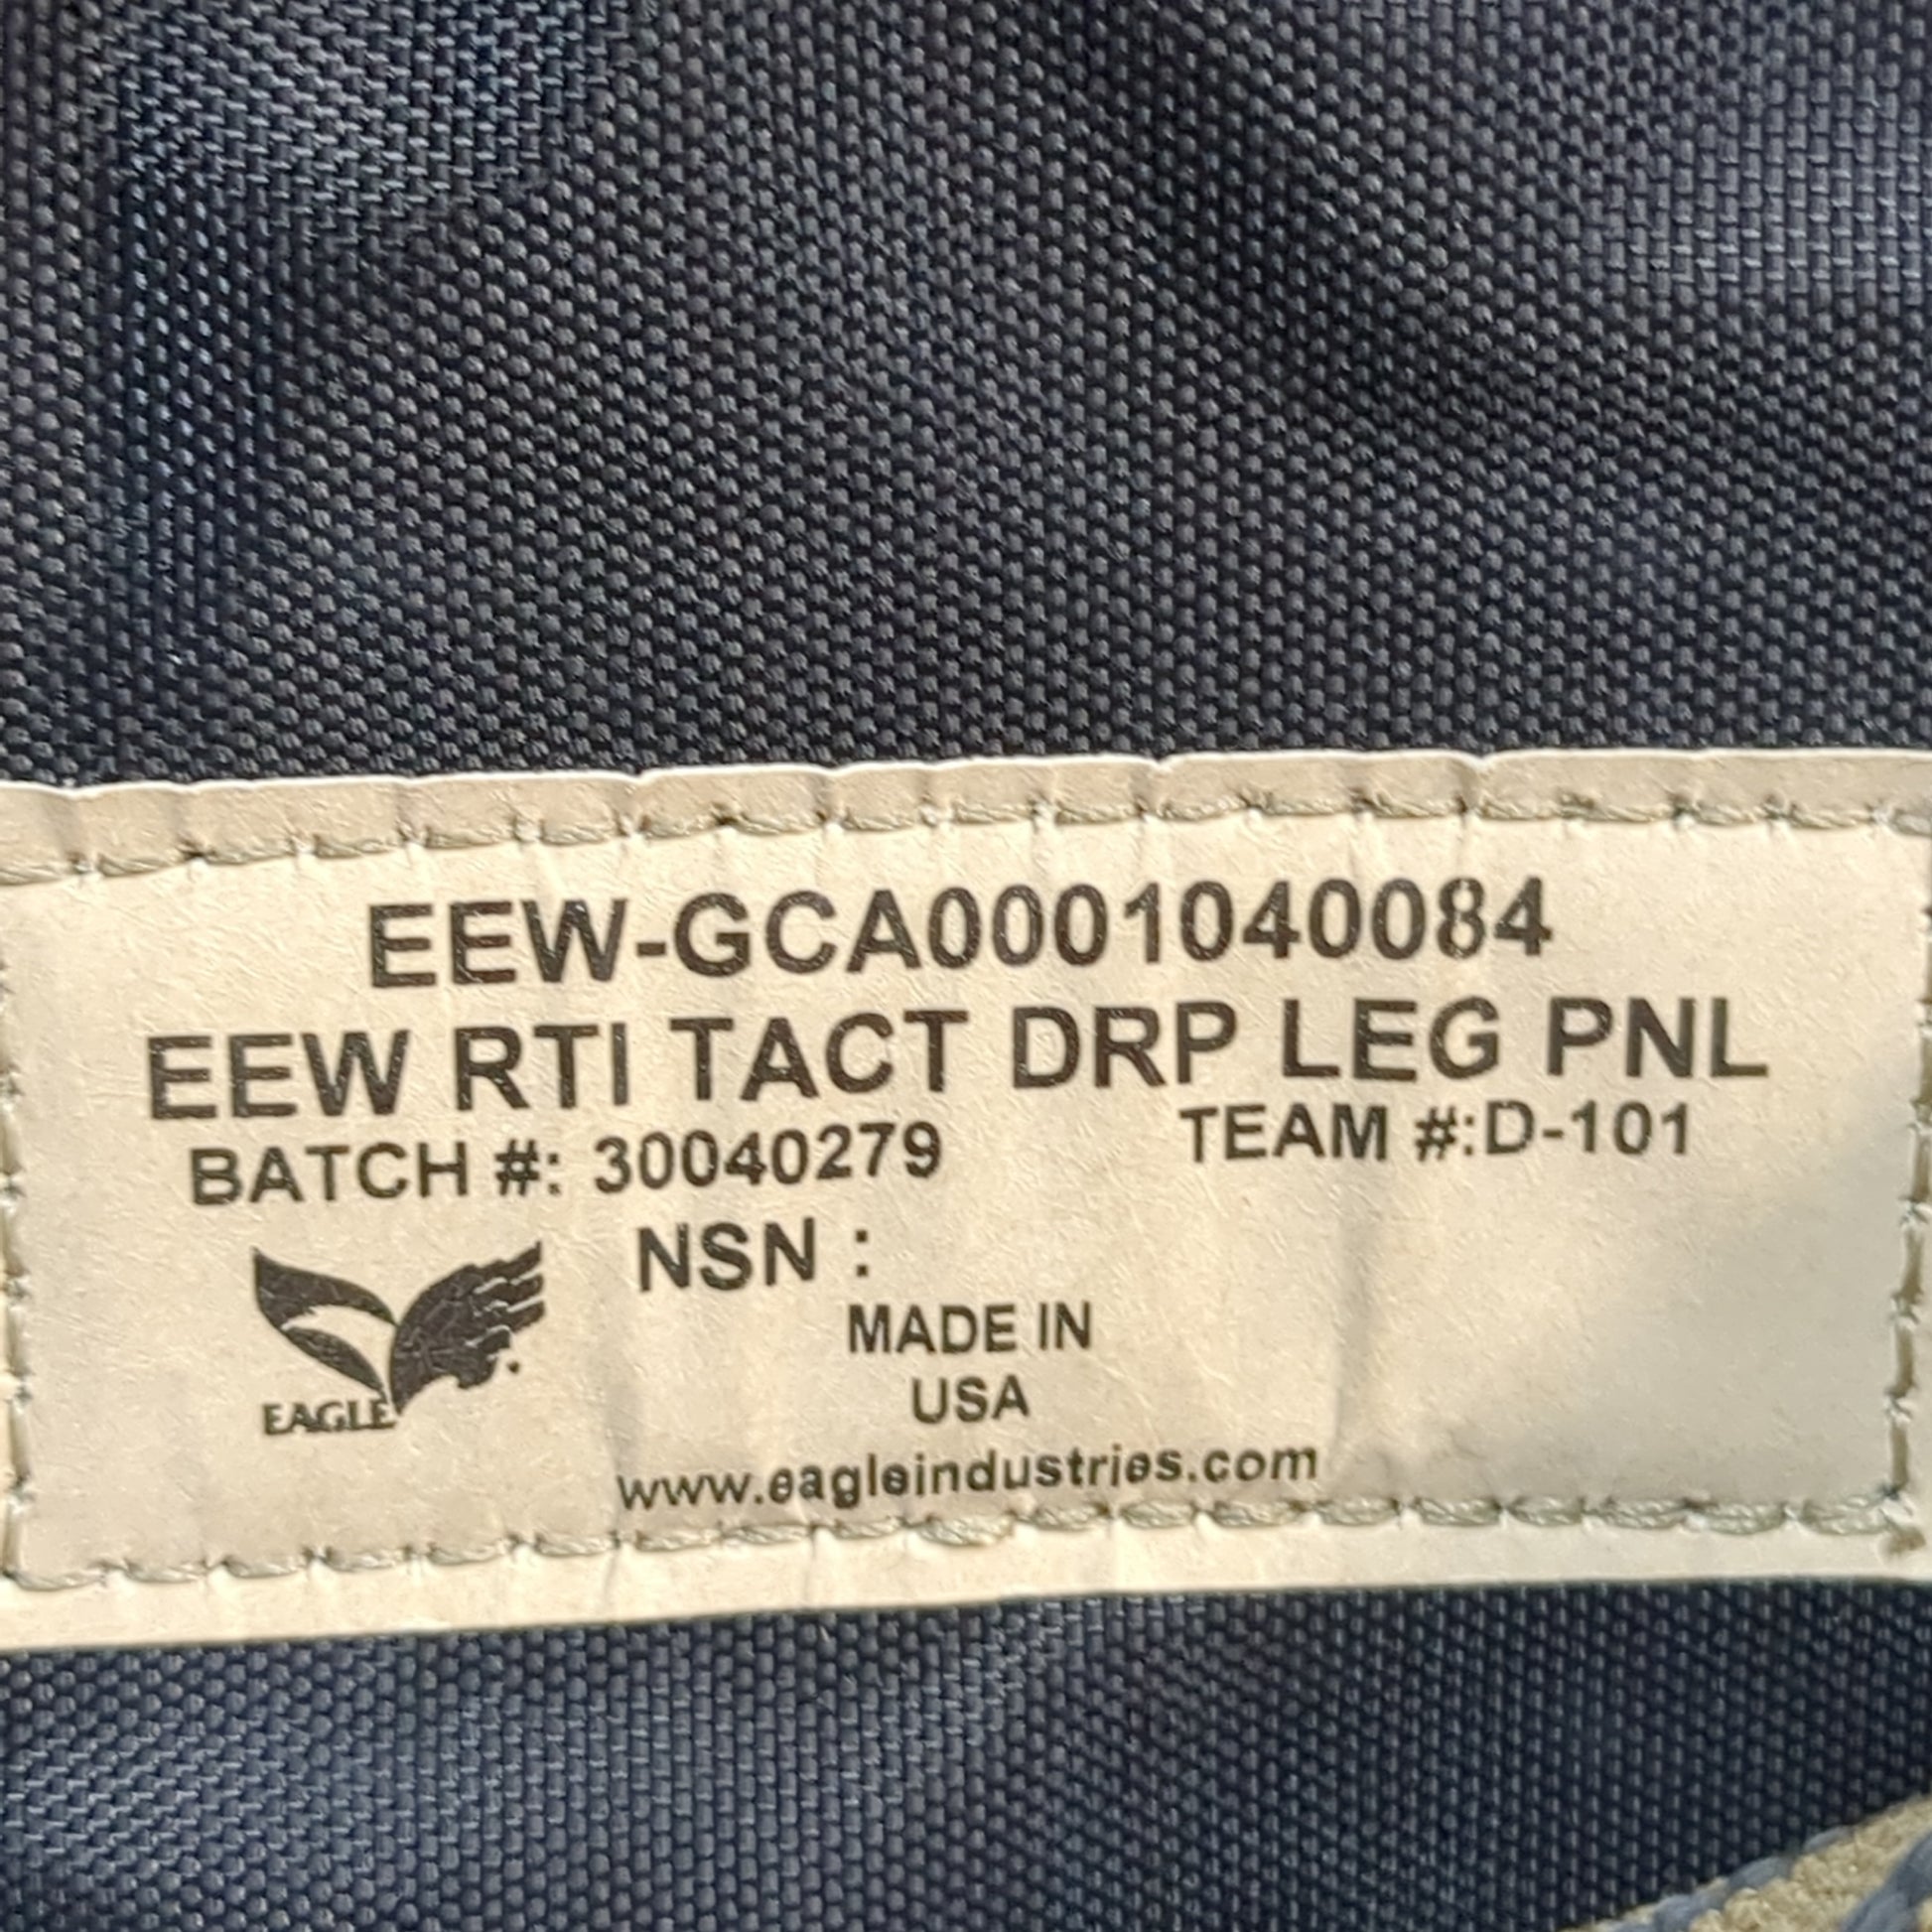 EEW-GCA0001040084
EEW RTI TACT DRP LEG PNL
BATCH #: 30040279 TEAM #:D-101
NSN :
MADE IN
USA
EAGLE
www.eagleindustries.com